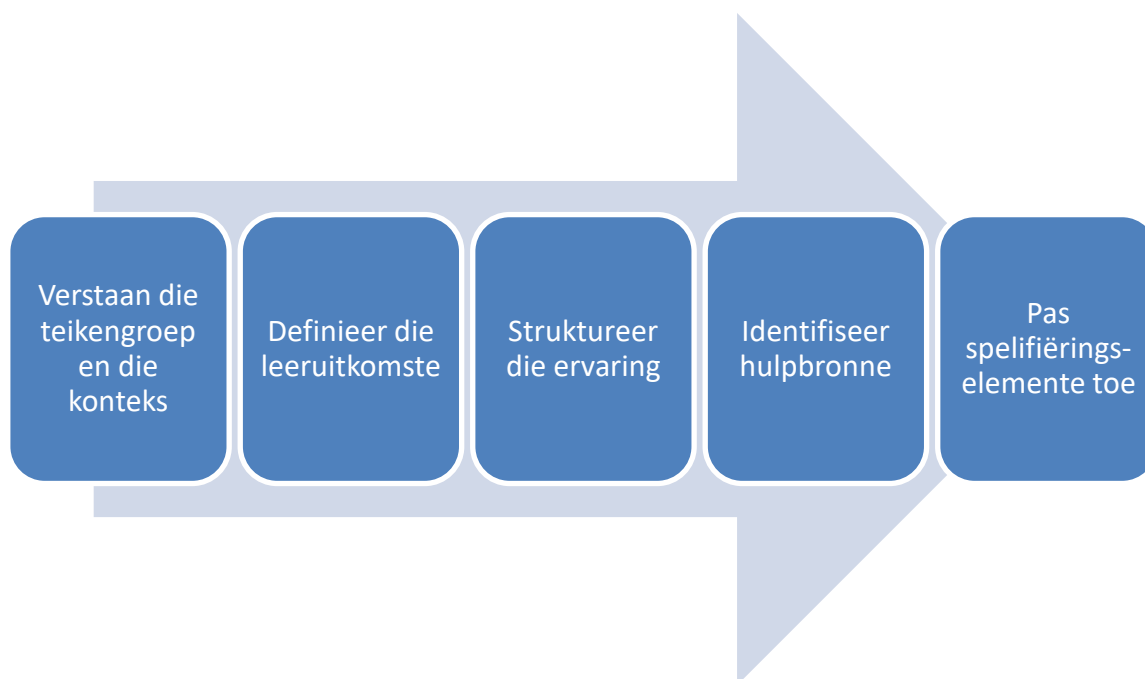 Verstaan die
teikengroep
en die
konteks
Definieer die
leeruitkomste
Struktureer
die ervaring
Identifiseer
hulpbronne
Pas
spelifiërings-
elemente toe